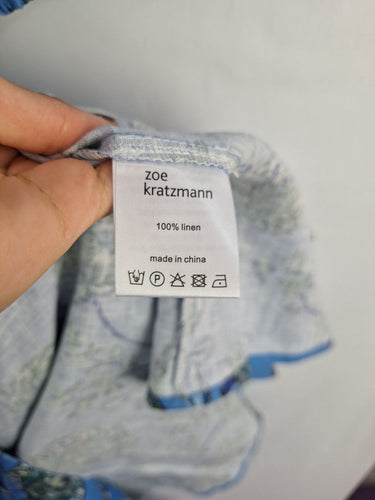 zoe
kratzmann
100% linen
made in china
P